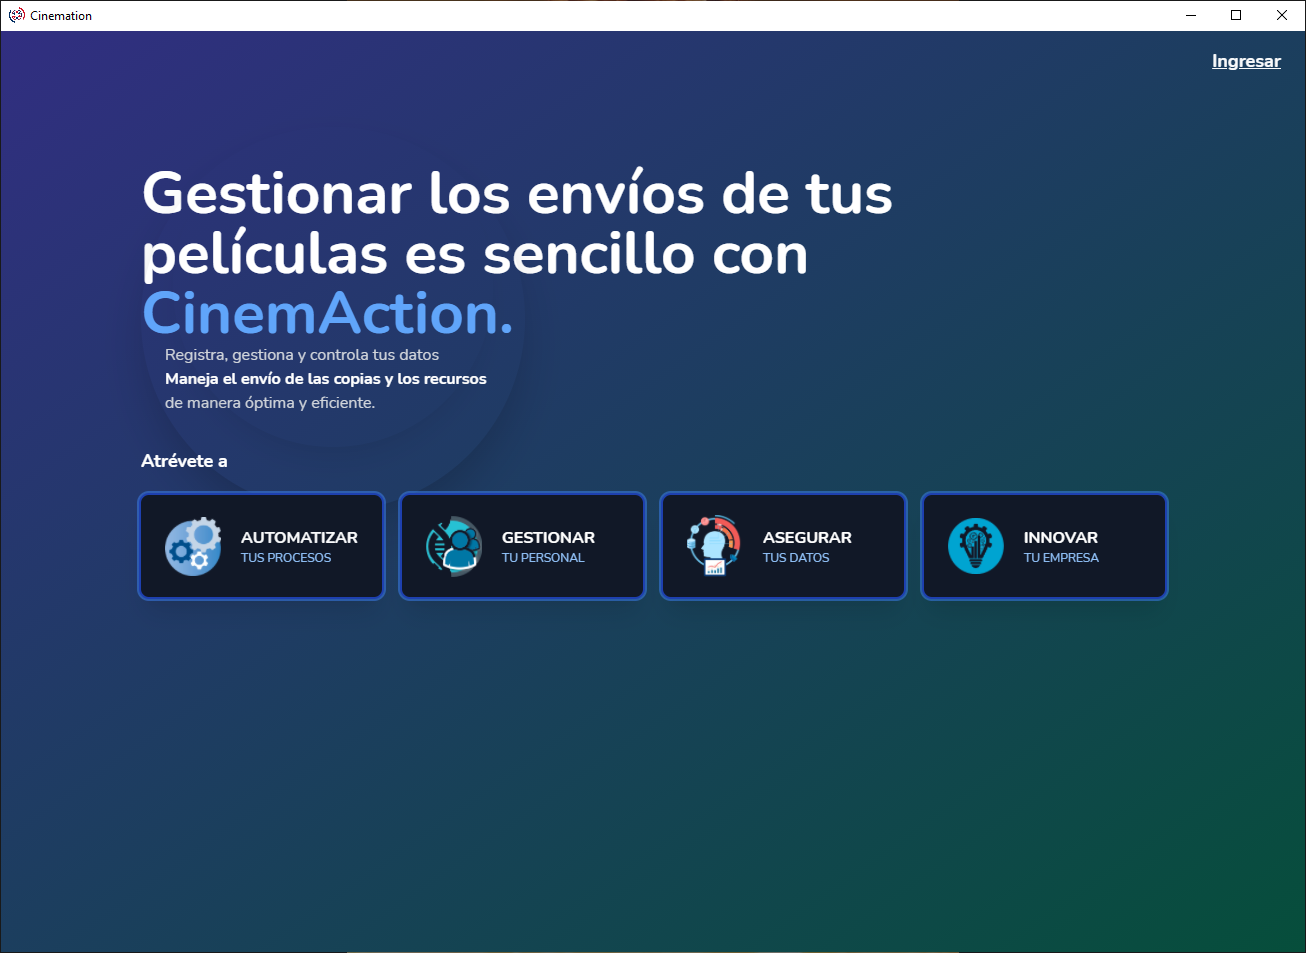 Cinemation
Ingresar
Gestionar los envíos de tus
películas es sencillo con
CinemAction.
Registra, gestiona y controla tus datos
Maneja el envío de las copias y los recursos
de manera óptima y eficiente.
Atrévete a
AUTOMATIZAR
TUS PROCESOS
GESTIONAR
TU PERSONAL
ASEGURAR
TUS DATOS
INNOVAR
TU EMPRESA